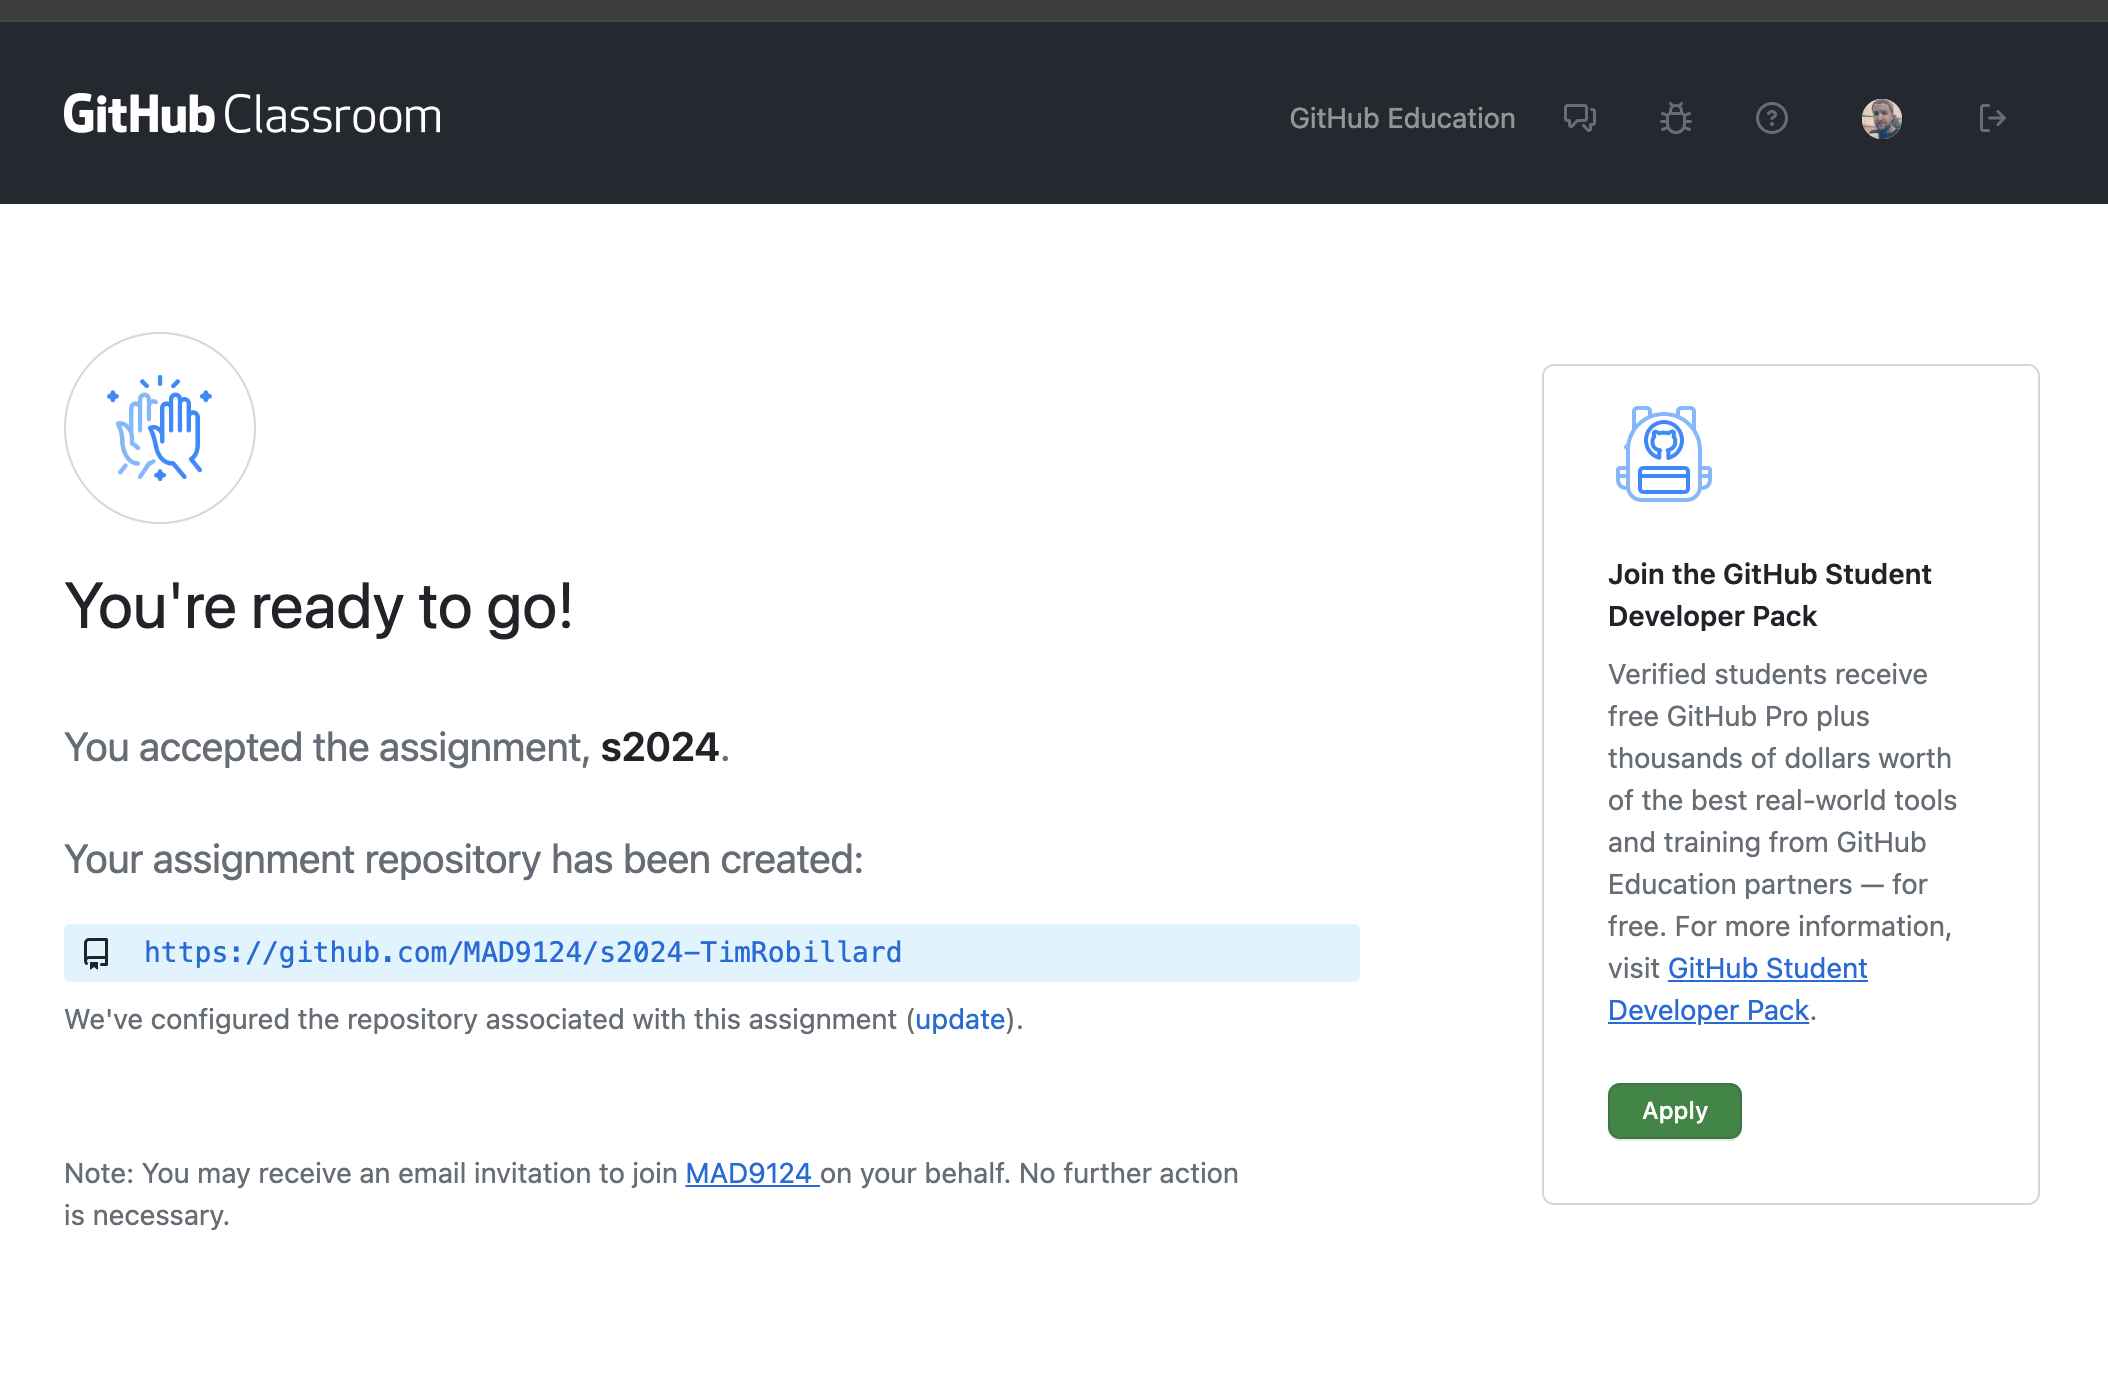 GitHub Classroom
GitHub Education
You're ready to go!
You accepted the assignment, s2024.
Your assignment repository has been created:
https://github.com/MAD9124/s2024-TimRobillard
We've configured the repository associated with this assignment (update).
Note: You may receive an email invitation to join MAD9124 on your behalf. No further action
is necessary.
Join the GitHub Student
Developer Pack
Verified students receive
free GitHub Pro plus
thousands of dollars worth
of the best real-world tools
and training from GitHub
Education partners — for
free. For more information,
visit GitHub Student
Developer Pack.
Apply